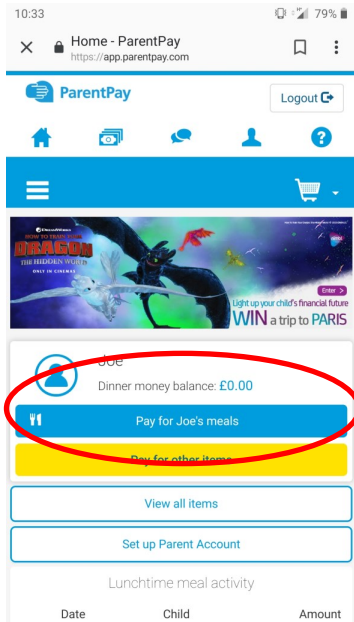 10:33
79%
Home - ParentPay
https://app.parentpay.com
ParentPay
Logout
DREAMWORKS
HOW TO TRAIN YOUR
DRAGON
THE HIDDEN WORLD
ONLY IN CINEMAS
Enter >
Light up your child's financial future
WIN a trip to PARIS
Joe
Dinner money balance: £0.00
Pay for Joe's meals
Pay for other items
View all items
Set up Parent Account
Lunchtime meal activity
Date Child Amount